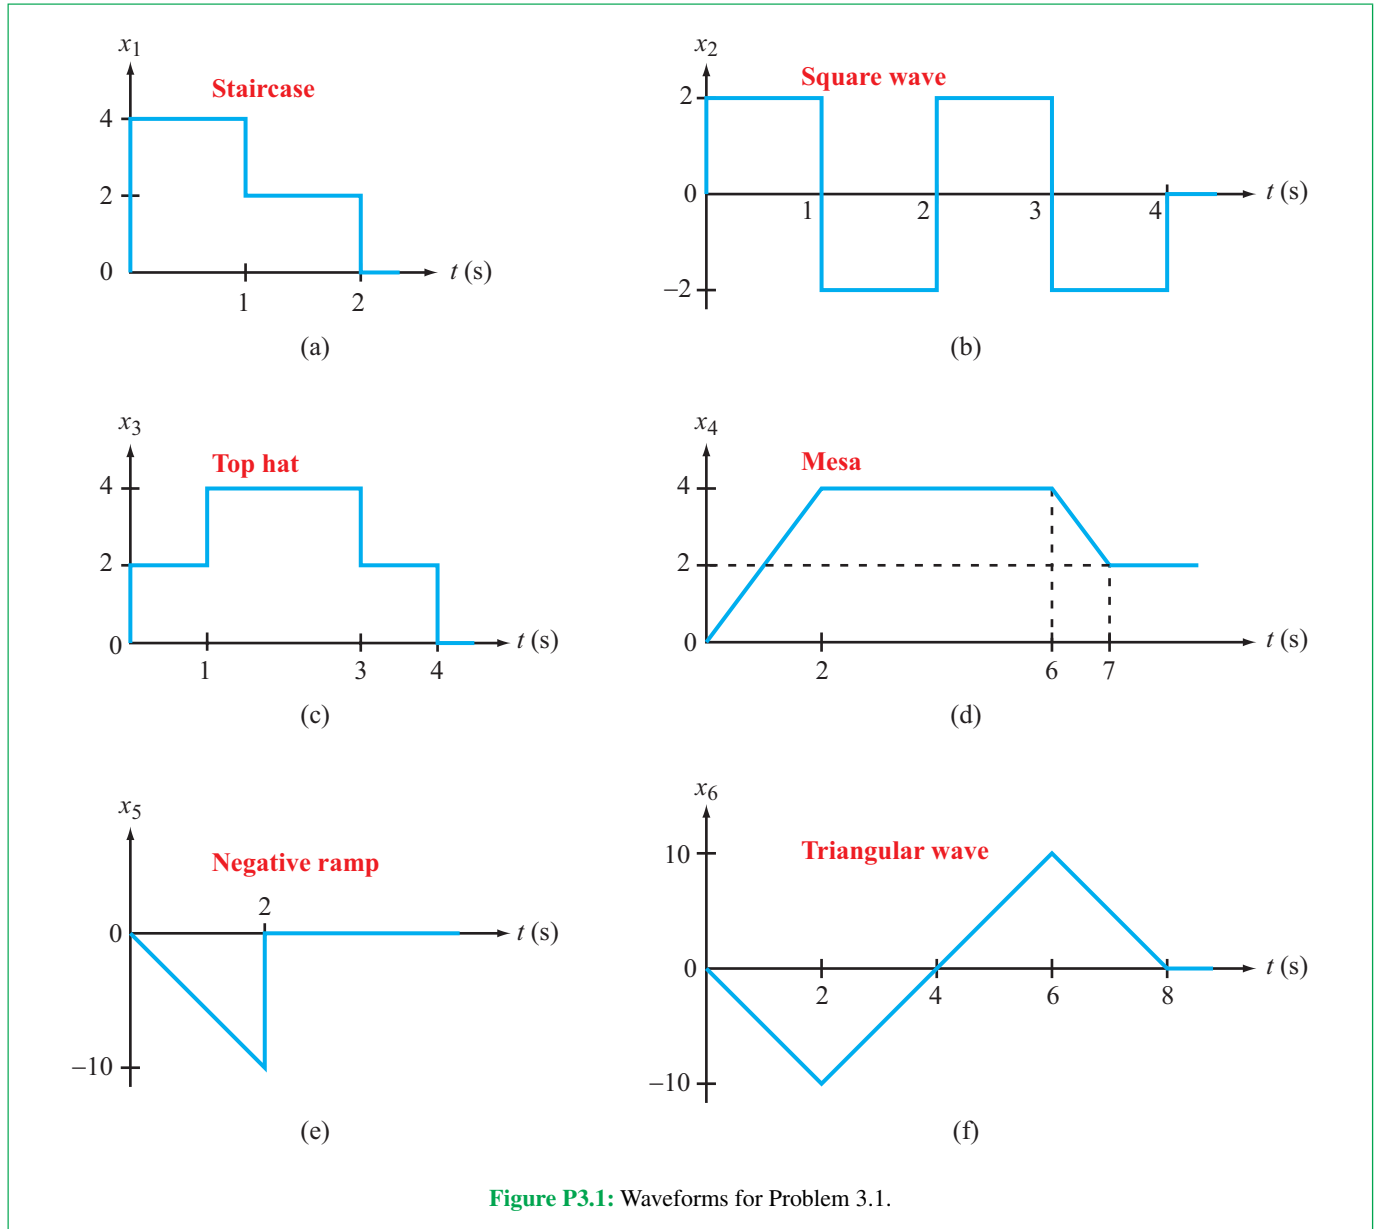 x1
Staircase
4
2
0
t (s)
1
2
(a)
x2
Square wave
2
0
t (s)
1
2
3
4
–2
(b)
x3
Top hat
4
2
0
t (s)
1
3
4
(c)
x4
Mesa
4
2
0
t (s)
2
6
7
(d)
x5
Negative ramp
2
0
t (s)
–10
(e)
x6
Triangular wave
10
0
t (s)
2
4
6
8
–10
(f)
Figure P3.1: Waveforms for Problem 3.1.